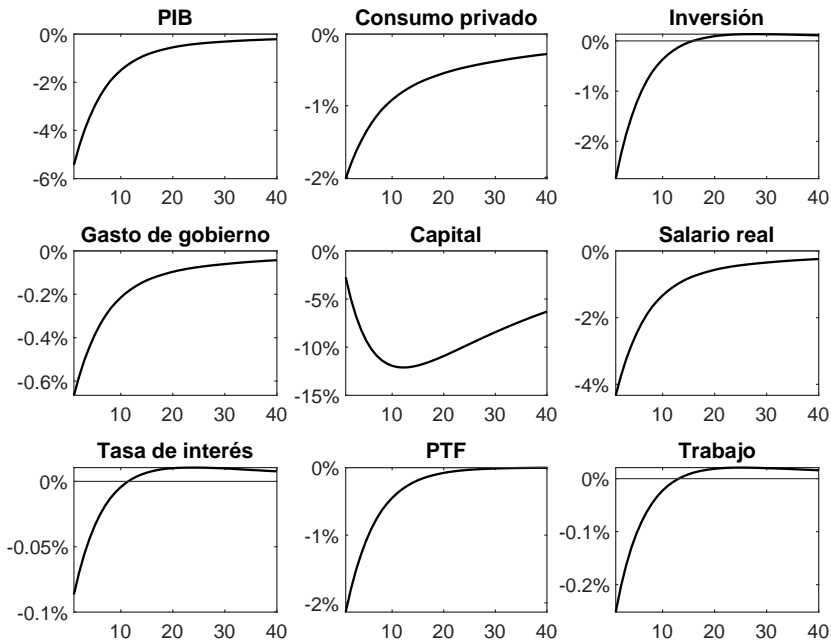 PIB
0%
-2%
-4%
-6%
10 20 30 40
Consumo privado
0%
-1%
-2%
10 20 30 40
Inversión
0%
-1%
-2%
10 20 30 40
Gasto de gobierno
0%
-0.2%
-0.4%
-0.6%
10 20 30 40
Capital
0%
-5%
-10%
-15%
10 20 30 40
Salario real
0%
-2%
-4%
10 20 30 40
Tasa de interés
0%
-0.05%
-0.1%
10 20 30 40
PTF
0%
-1%
-2%
10 20 30 40
Trabajo
0%
-0.1%
-0.2%
10 20 30 40